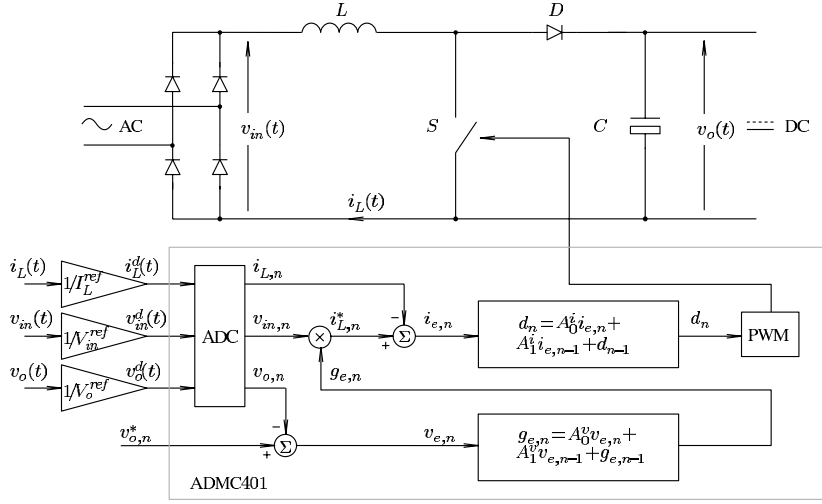 L
D
AC
v_in(t)
S
C
v_o(t)
DC
i_L(t)
i_L(t)
1/I_L^ref
i_L^d(t)
i_L,n
v_in(t)
1/V_in^ref
v_in^d(t)
ADC
v_in,n
×
i*_L,n
−
+
Σ
i_e,n
d_n = A_0^i i_e,n +
A_1^i i_e,n-1 + d_n-1
d_n
PWM
v_o(t)
1/V_o^ref
v_o^d(t)
v_o,n
g_e,n
v*_o,n
−
+
Σ
v_e,n
g_e,n = A_0^v v_e,n +
A_1^v v_e,n-1 + g_e,n-1
ADMC401